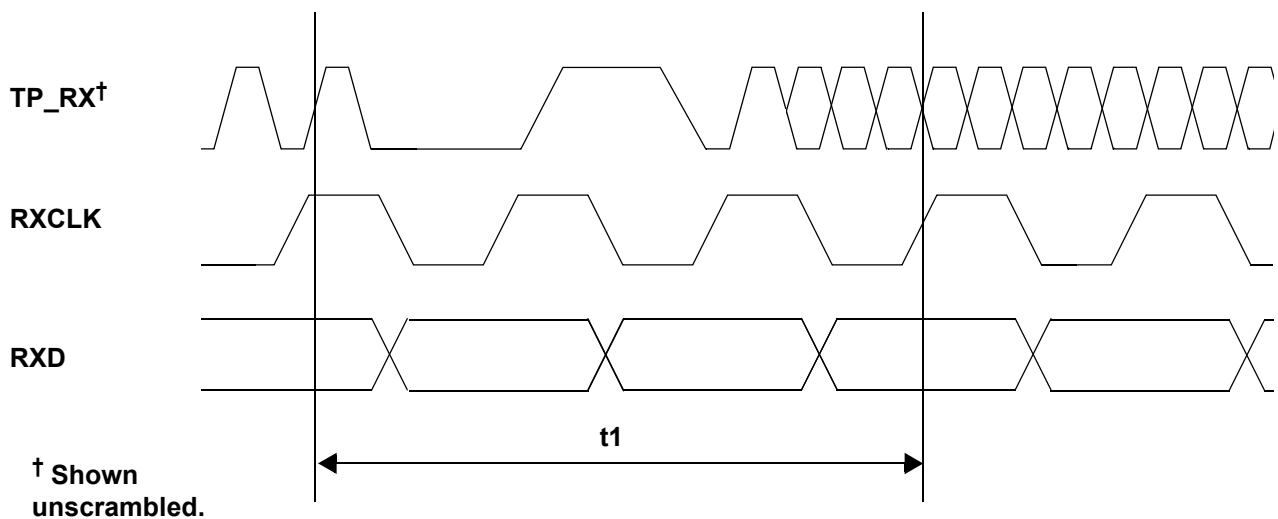 TP_RX†
RXCLK
RXD
t1
† Shown
unscrambled.